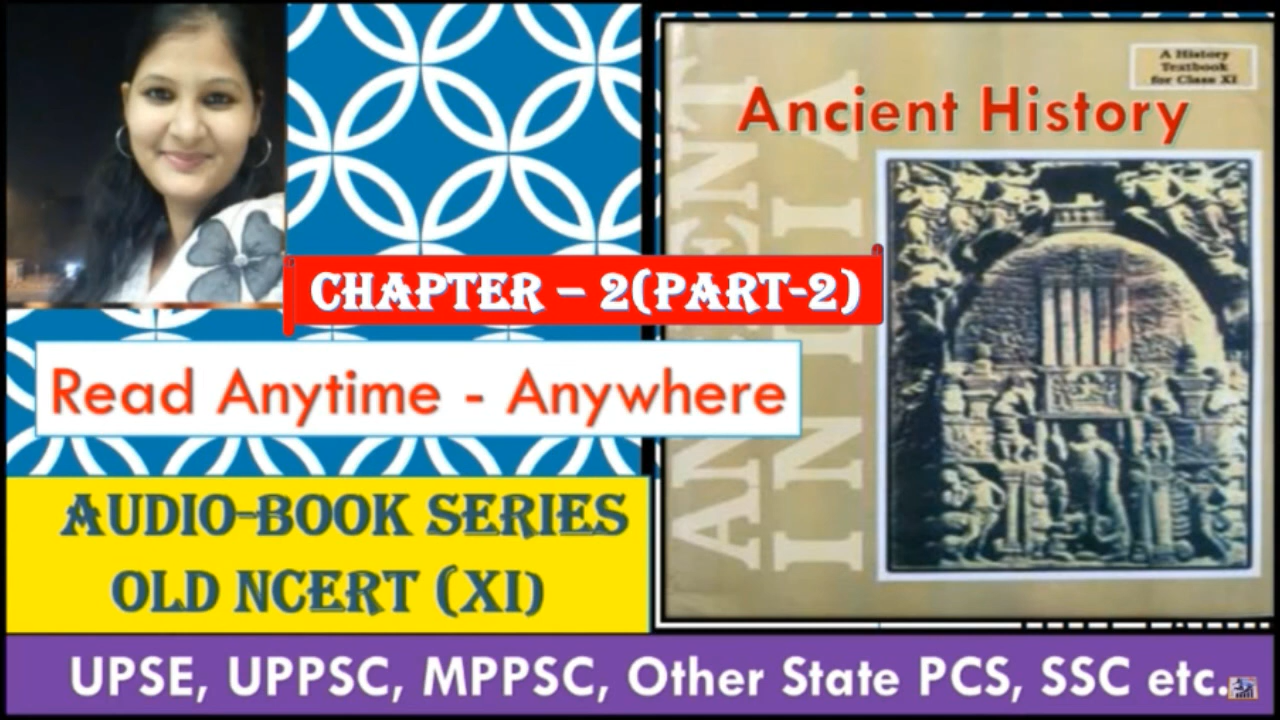 A History
Textbook
for Class XI
Ancient History
ANCIENT
INDIA
CHAPTER – 2(PART-2)
Read Anytime - Anywhere
AUDIO-BOOK SERIES
OLD NCERT (XI)
UPSE, UPPSC, MPPSC, Other State PCS, SSC etc.